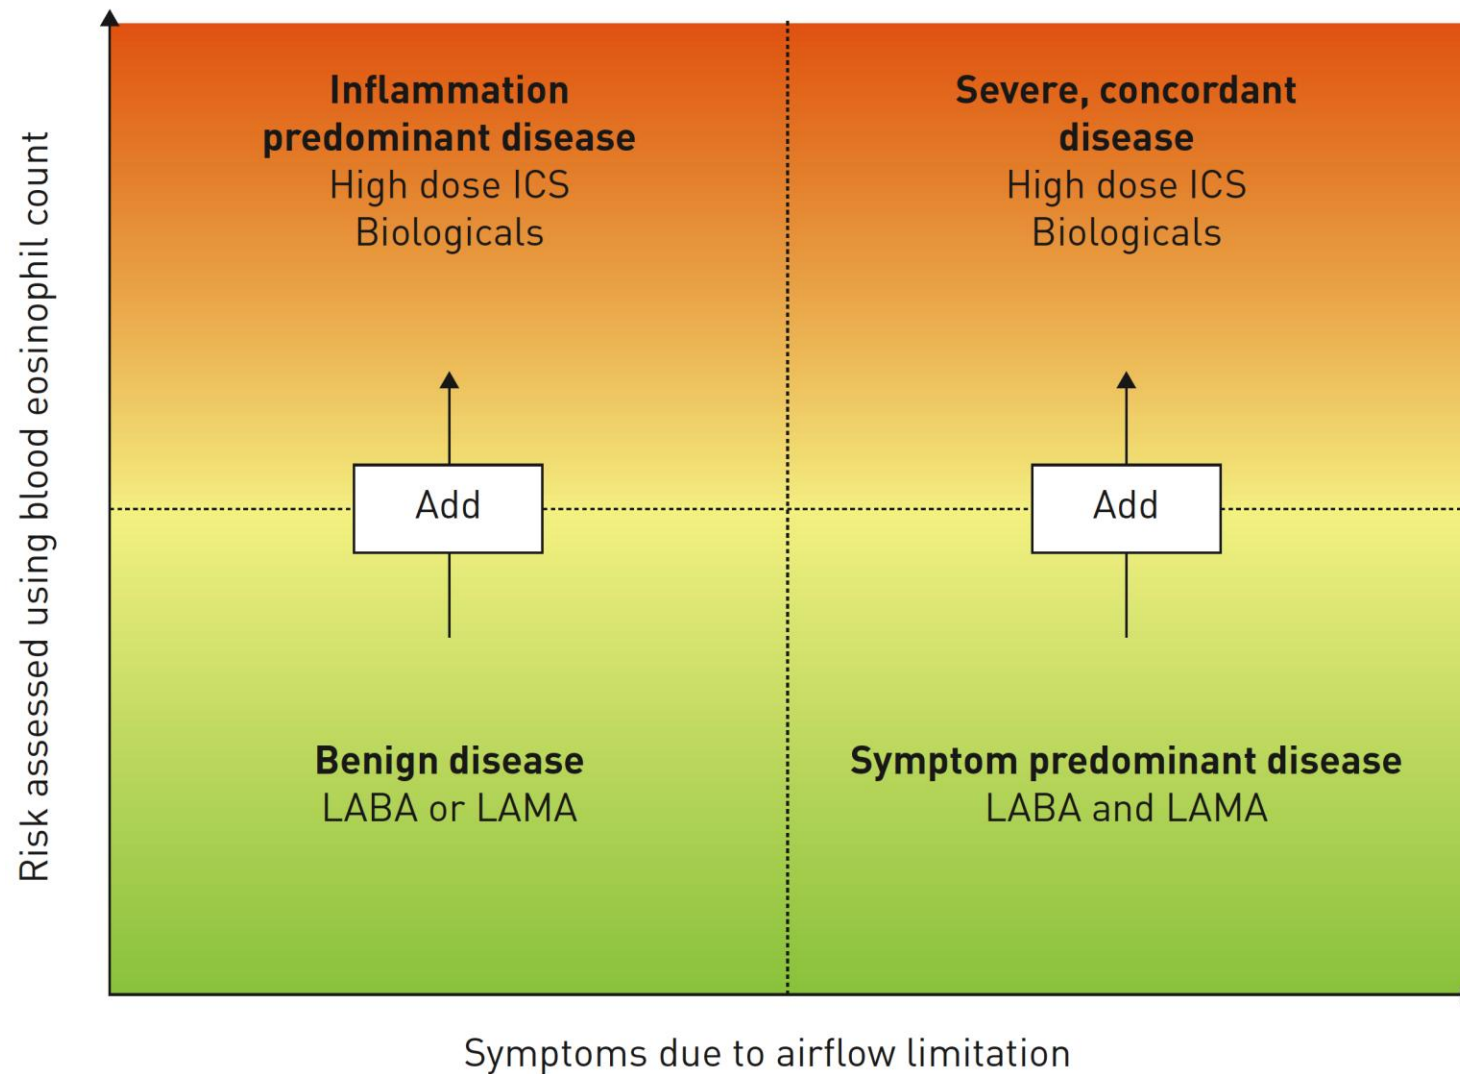 Risk assessed using blood eosinophil count
Inflammation
predominant disease
High dose ICS
Biologicals
Severe, concordant
disease
High dose ICS
Biologicals
Add
Add
Benign disease
LABA or LAMA
Symptom predominant disease
LABA and LAMA
Symptoms due to airflow limitation